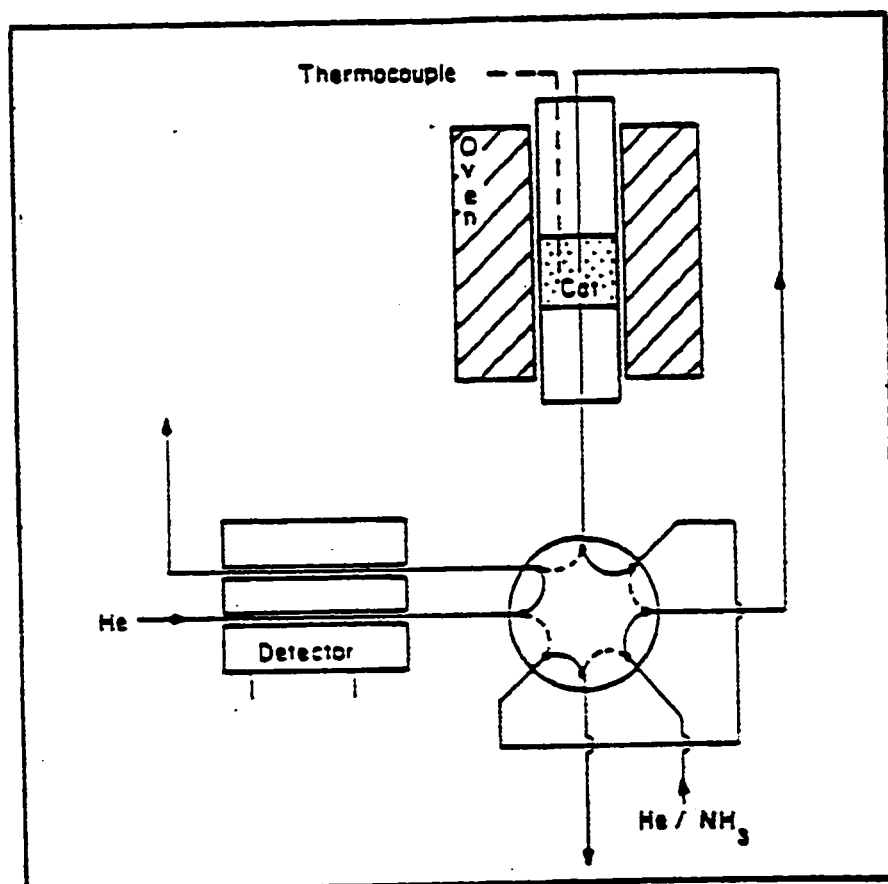 Thermocouple
Oven
Cat
He
Detector
He / NH₃